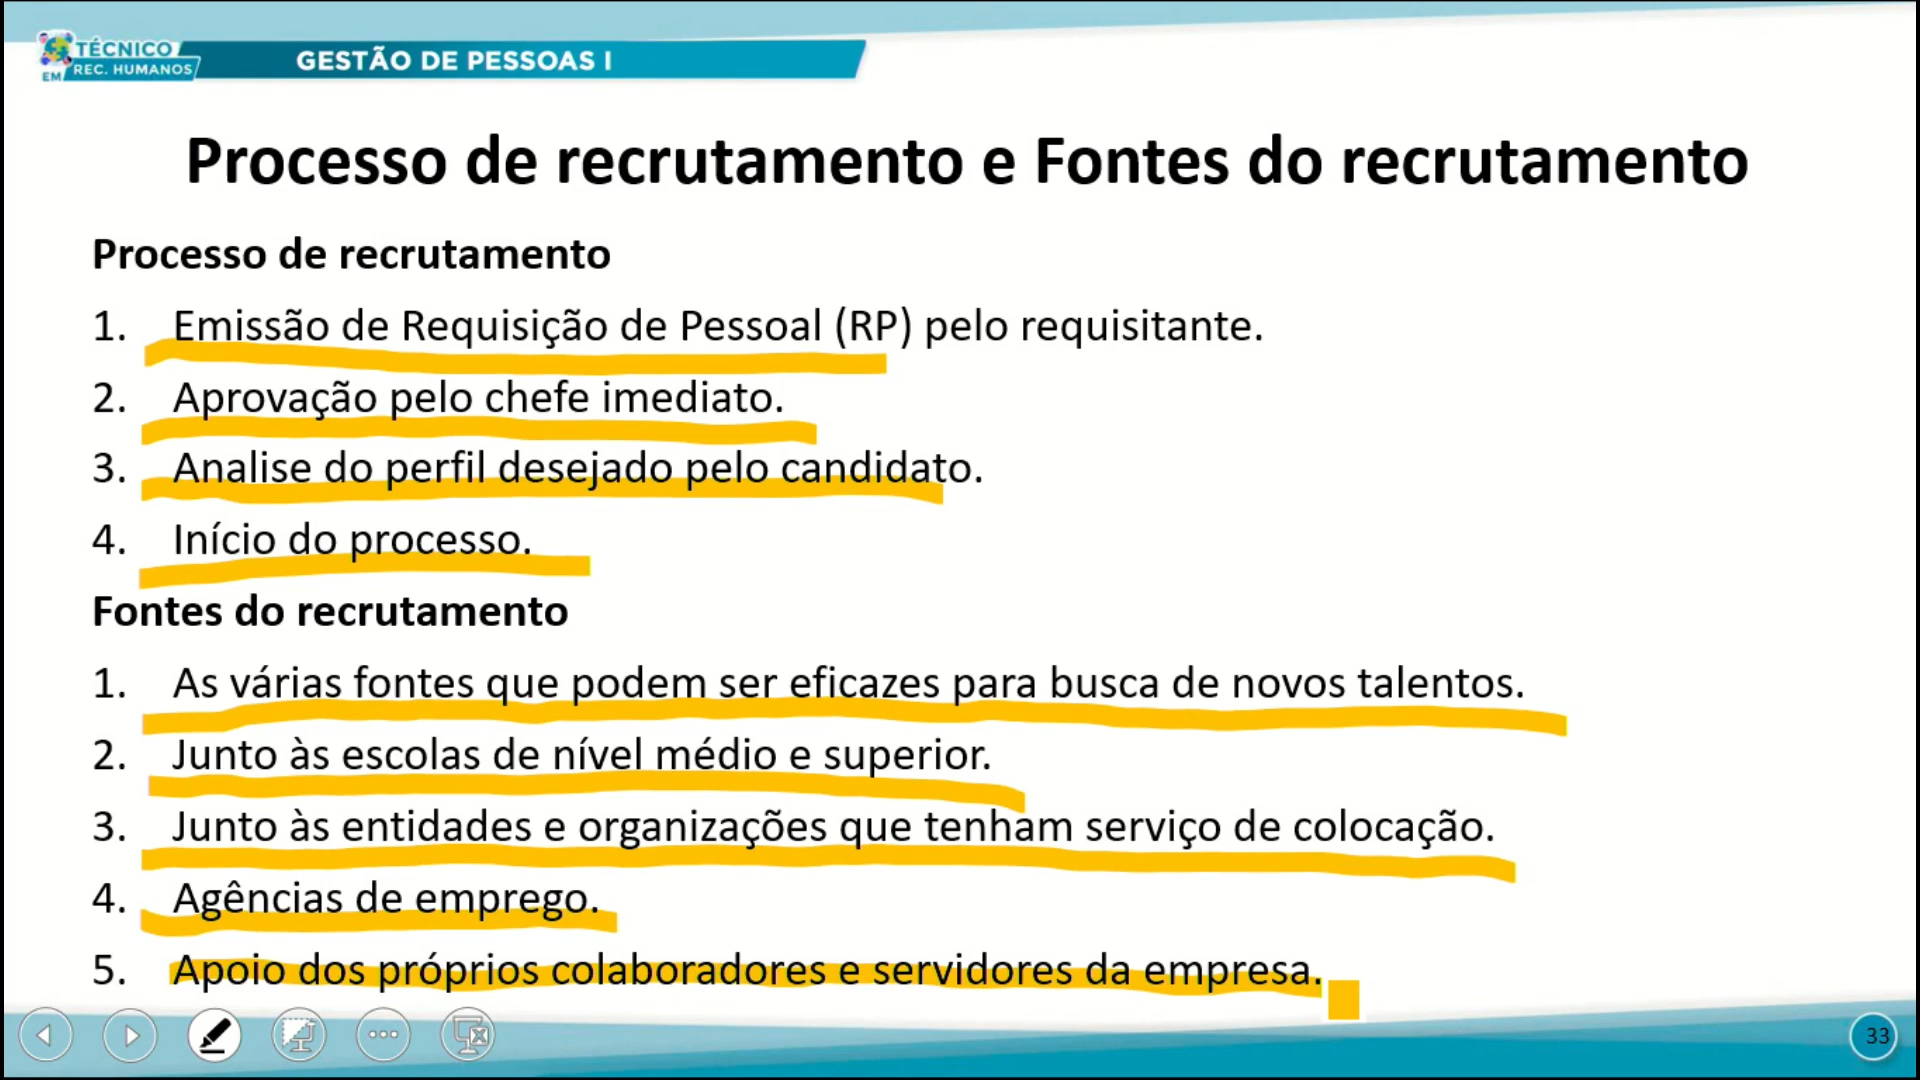 TÉCNICO
EM REC. HUMANOS
GESTÃO DE PESSOAS I
Processo de recrutamento e Fontes do recrutamento
Processo de recrutamento
1. Emissão de Requisição de Pessoal (RP) pelo requisitante.
2. Aprovação pelo chefe imediato.
3. Analise do perfil desejado pelo candidato.
4. Início do processo.
Fontes do recrutamento
1. As várias fontes que podem ser eficazes para busca de novos talentos.
2. Junto às escolas de nível médio e superior.
3. Junto às entidades e organizações que tenham serviço de colocação.
4. Agências de emprego.
5. Apoio dos próprios colaboradores e servidores da empresa.
33